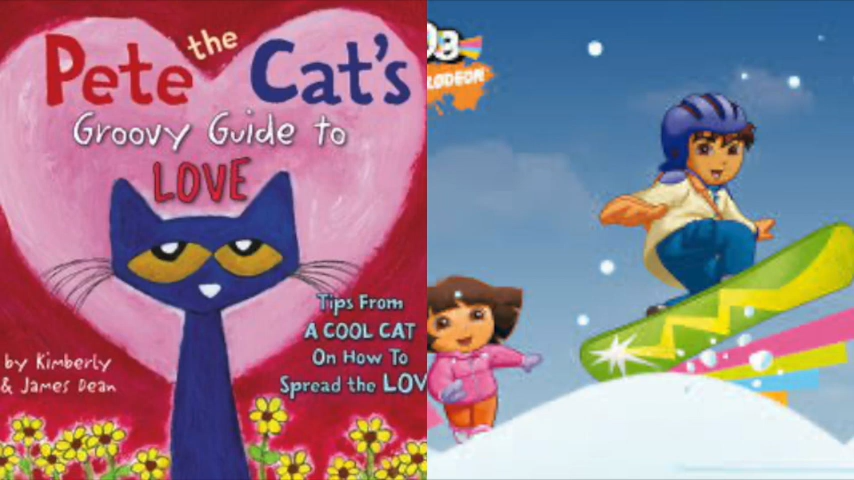 Pete the Cat's
Groovy Guide to
LOVE
Tips From
A COOL CAT
On How To
Spread the LOV
by Kimberly
& James Dean